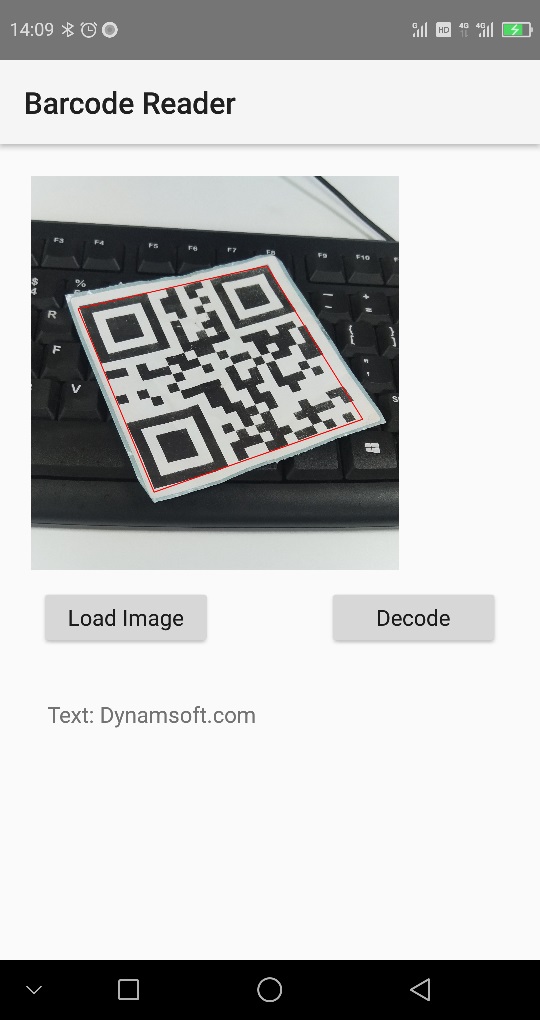 14:09
G HD 4G 4G
Barcode Reader
F3 F4 F5 F6 F7 F8 F9 F10
$ %
4
R
F
V
Load Image
Decode
Text: Dynamsoft.com